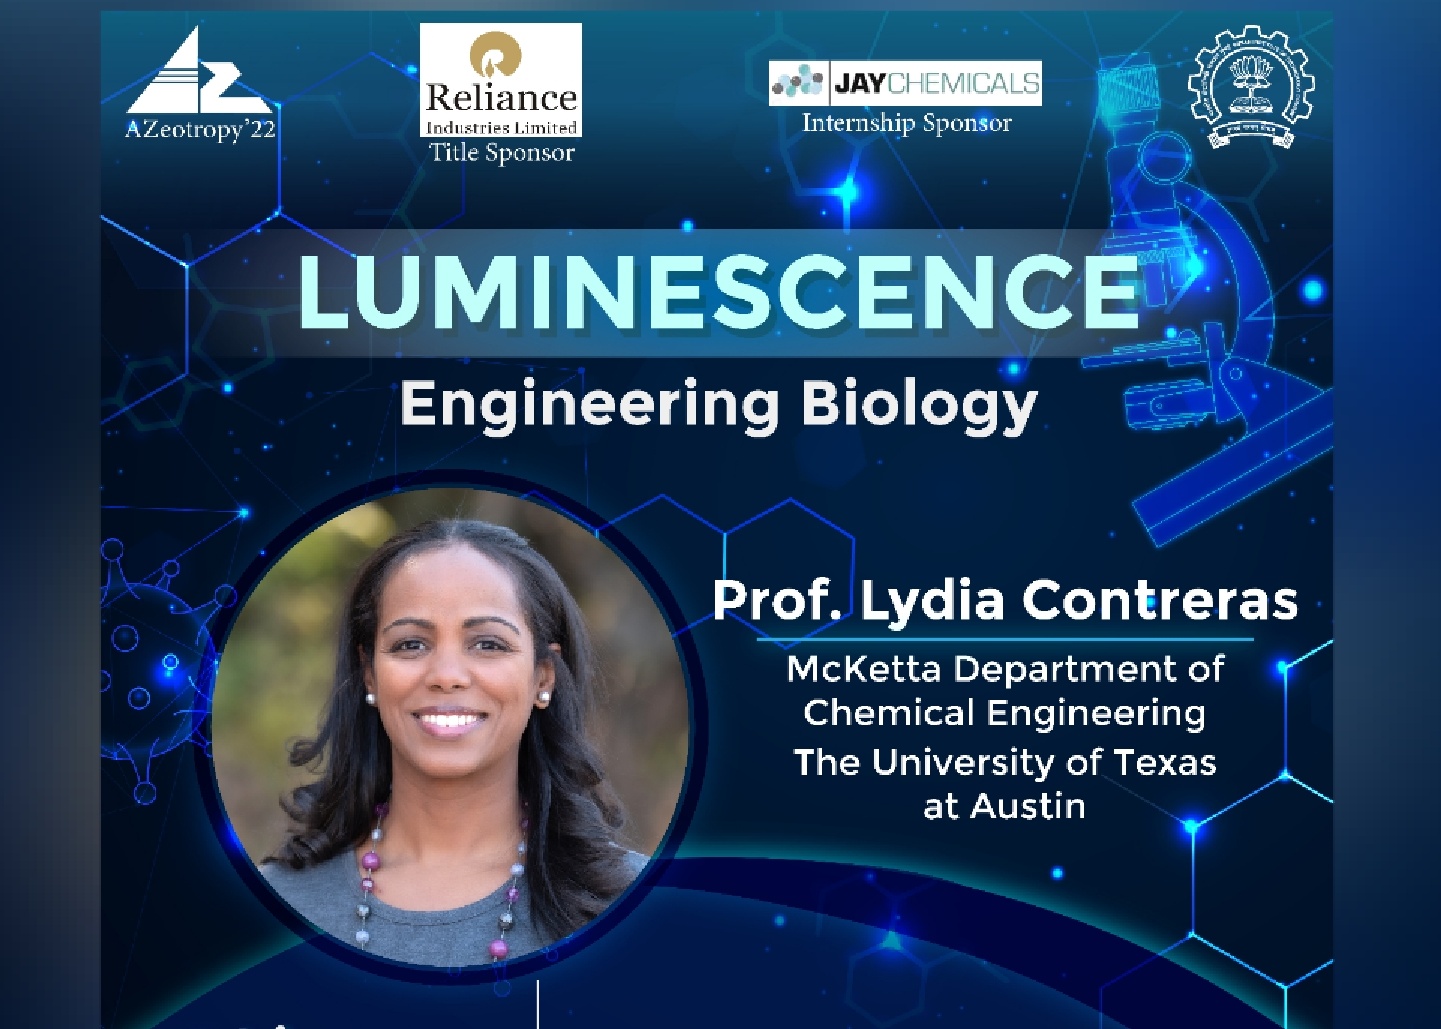 AZeotropy'22
Reliance
Industries Limited
Title Sponsor
JAYCHEMICALS
Internship Sponsor
LUMINESCENCE
Engineering Biology
Prof. Lydia Contreras
McKetta Department of
Chemical Engineering
The University of Texas
at Austin